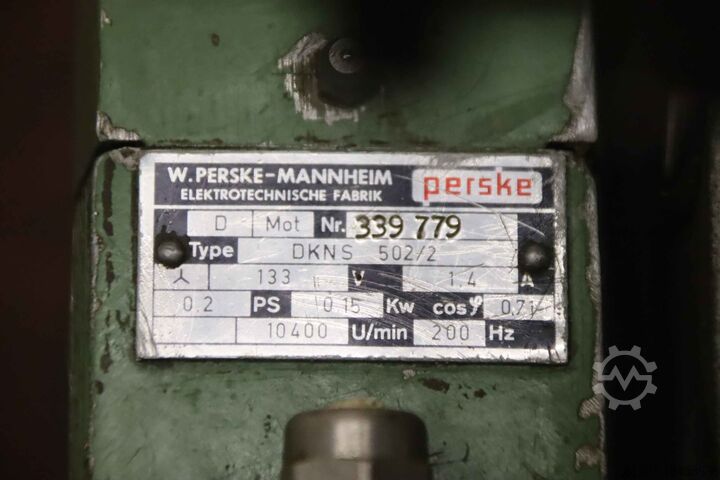 W. PERSKE-MANNHEIM
ELEKTROTECHNISCHE FABRIK
perske
D Mot Nr. 339 779
Type DKNS 502/2
133 V 1.4 A
0.2 PS 0.15 Kw cosφ 0.71
10400 U/min 200 Hz